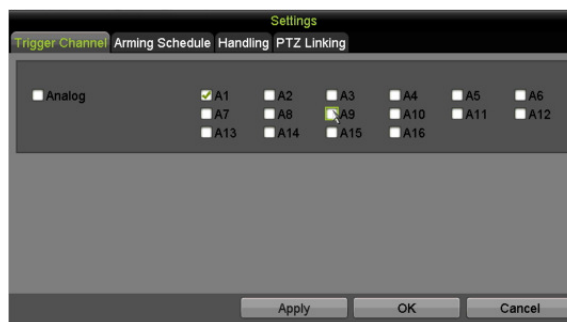 Settings
Trigger Channel Arming Schedule Handling PTZ Linking
Analog A1 A2 A3 A4 A5 A6
A7 A8 A9 A10 A11 A12
A13 A14 A15 A16
Apply OK Cancel